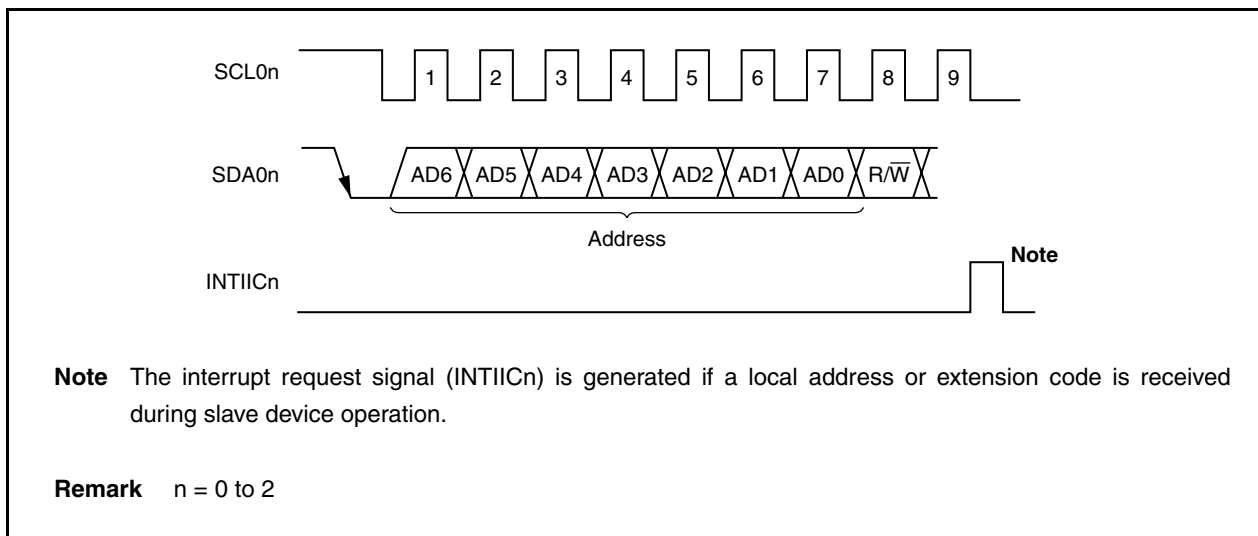 SCL0n
1 2 3 4 5 6 7 8 9
SDA0n
AD6 AD5 AD4 AD3 AD2 AD1 AD0 R/W̅
Address
INTIICn
Note
Note The interrupt request signal (INTIICn) is generated if a local address or extension code is received
during slave device operation.
Remark n = 0 to 2